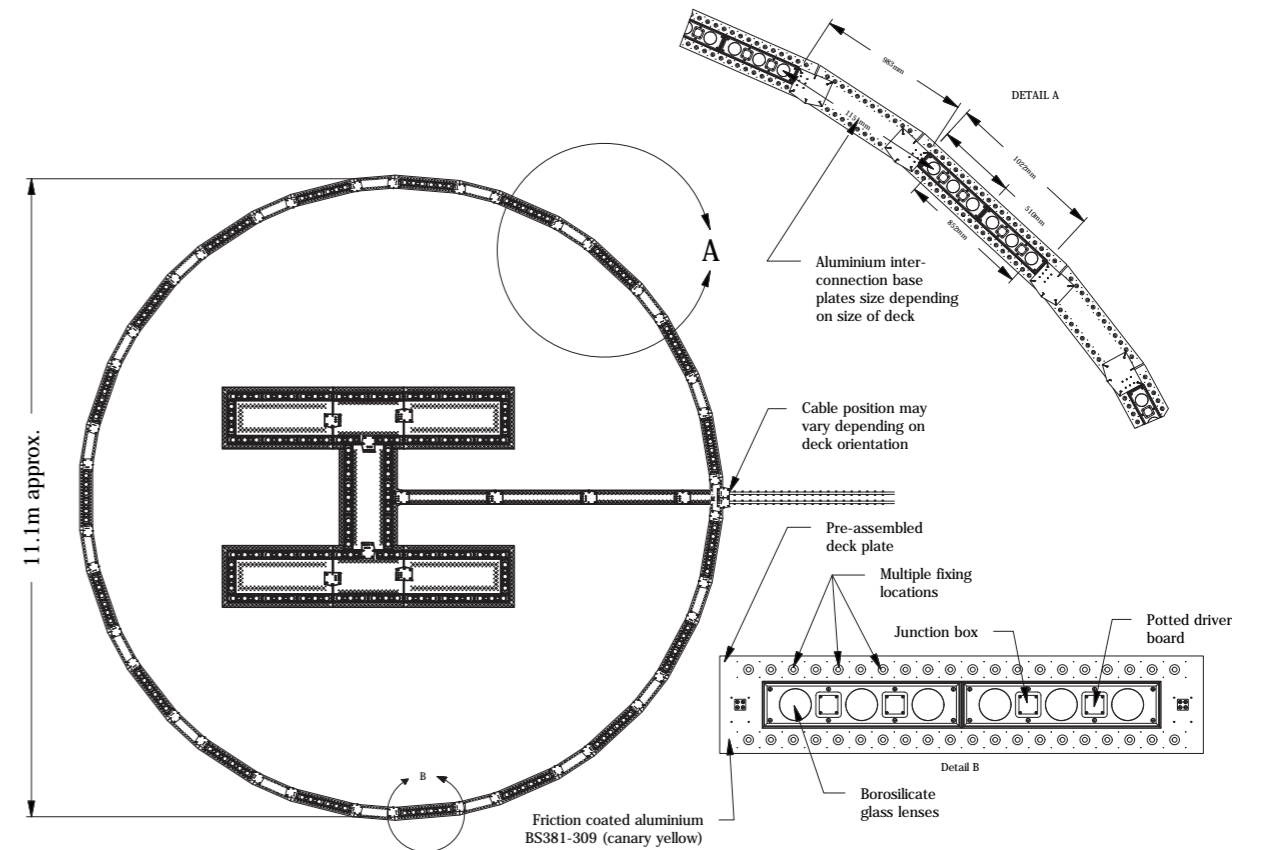 983mm
DETAIL A
1151mm
1022mm
510mm
852mm
A
Aluminium inter-
connection base
plates size depending
on size of deck
Cable position may
vary depending on
deck orientation
11.1m approx.
Pre-assembled
deck plate
Multiple fixing
locations
Junction box
Potted driver
board
B
Detail B
Borosilicate
glass lenses
Friction coated aluminium
BS381-309 (canary yellow)